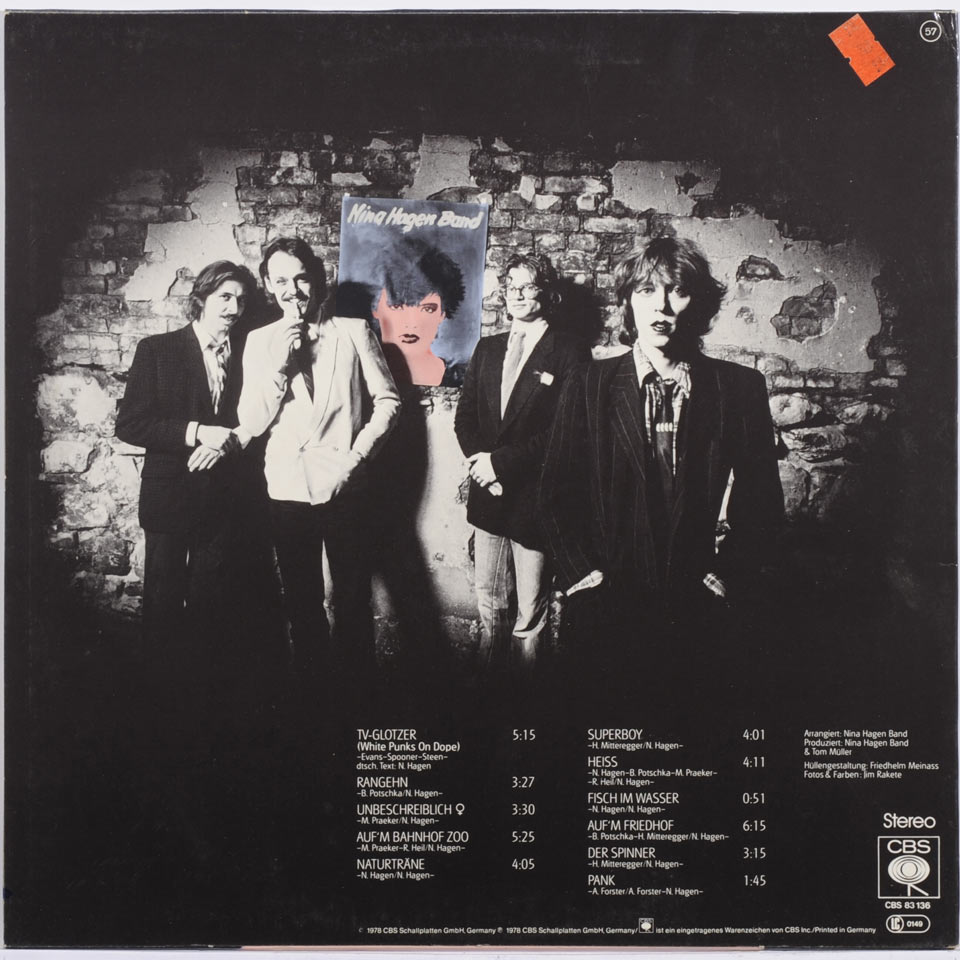 57
Nina Hagen Band
TV-GLOTZER 5:15
(White Punks On Dope)
-Evans-Spooner-Steen-
dtsch. Text: N. Hagen
RANGEHN 3:27
-B. Potschka/N. Hagen-
UNBESCHREIBLICH ♀ 3:30
-M. Praeker/N. Hagen-
AUF'M BAHNHOF ZOO 5:25
-M. Praeker-R. Heil/N. Hagen-
NATURTRÄNE 4:05
-N. Hagen/N. Hagen-
SUPERBOY 4:01
-H. Mitteregger/N. Hagen-
HEISS 4:11
-N. Hagen-B. Potschka-M. Praeker-
-R. Heil/N. Hagen-
FISCH IM WASSER 0:51
-N. Hagen/N. Hagen-
AUF'M FRIEDHOF 6:15
-B. Potschka-H. Mitteregger/N. Hagen-
DER SPINNER 3:15
-H. Mitteregger/N. Hagen-
PANK 1:45
-A. Forster/A. Forster-N. Hagen-
Arrangiert: Nina Hagen Band
Produziert: Nina Hagen Band
& Tom Müller
Hüllengestaltung: Friedhelm Meinass
Fotos & Farben: Jim Rakete
Stereo
CBS
CBS 83 136
LC 0149
© 1978 CBS Schallplatten GmbH, Germany ℗ 1978 CBS Schallplatten GmbH, Germany/ ist ein eingetragenes Warenzeichen von CBS Inc./Printed in Germany